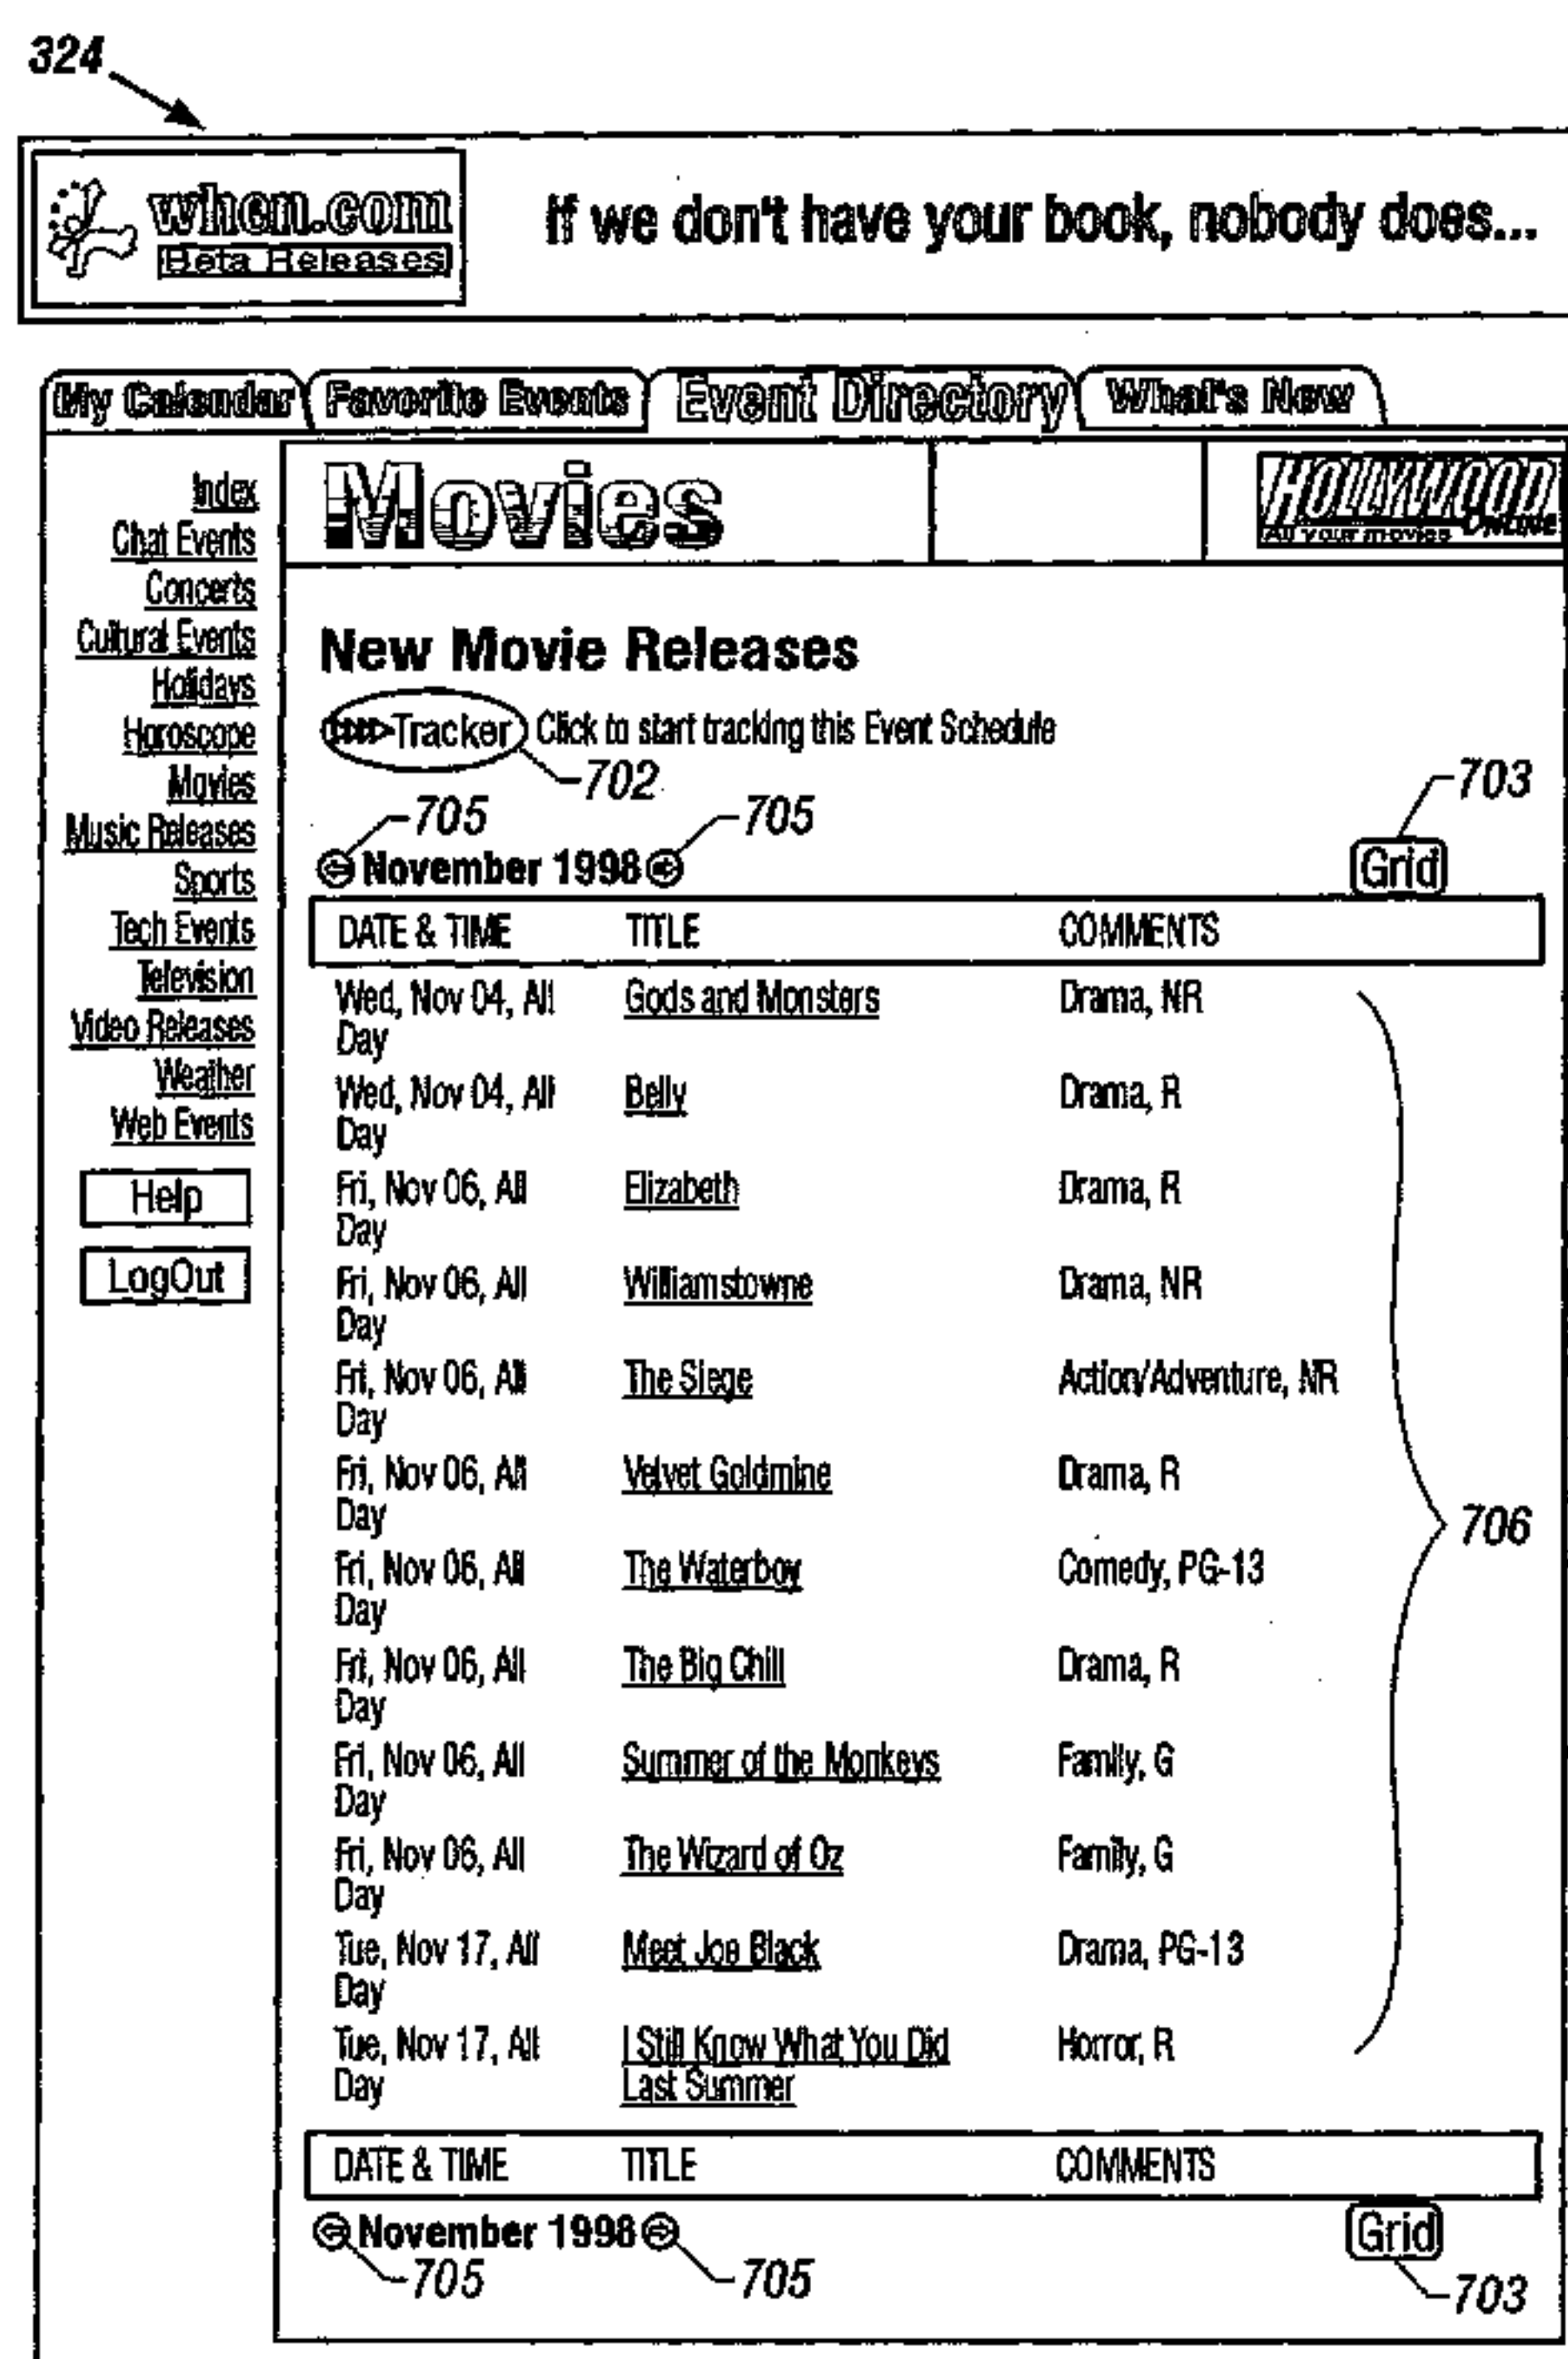 324
when.com If we don't have your book, nobody does...
Beta Releases
My Calendar Favorite Events Event Directory What's New
Movies HOLLYWOOD ONLINE
All your movies
Index
Chat Events
Concerts
Cultural Events
Holidays
Horoscope
Movies
Music Releases
Sports
Tech Events
Television
Video Releases
Weather
Web Events
Help
LogOut
New Movie Releases
Tracker Click to start tracking this Event Schedule
702
703
705 705
November 1998 Grid
DATE & TIME TITLE COMMENTS
Wed, Nov 04, All Gods and Monsters Drama, NR
Day
Wed, Nov 04, All Belly Drama, R
Day
Fri, Nov 06, All Elizabeth Drama, R
Day
Fri, Nov 06, All Williamstowne Drama, NR
Day
Fri, Nov 06, All The Siege Action/Adventure, NR
Day
Fri, Nov 06, All Velvet Goldmine Drama, R
Day
706
Fri, Nov 06, All The Waterboy Comedy, PG-13
Day
Fri, Nov 06, All The Big Chill Drama, R
Day
Fri, Nov 06, All Summer of the Monkeys Family, G
Day
Fri, Nov 06, All The Wizard of Oz Family, G
Day
Tue, Nov 17, All Meet Joe Black Drama, PG-13
Day
Tue, Nov 17, All I Still Know What You Did Horror, R
Day Last Summer
DATE & TIME TITLE COMMENTS
November 1998 Grid
705 705 703